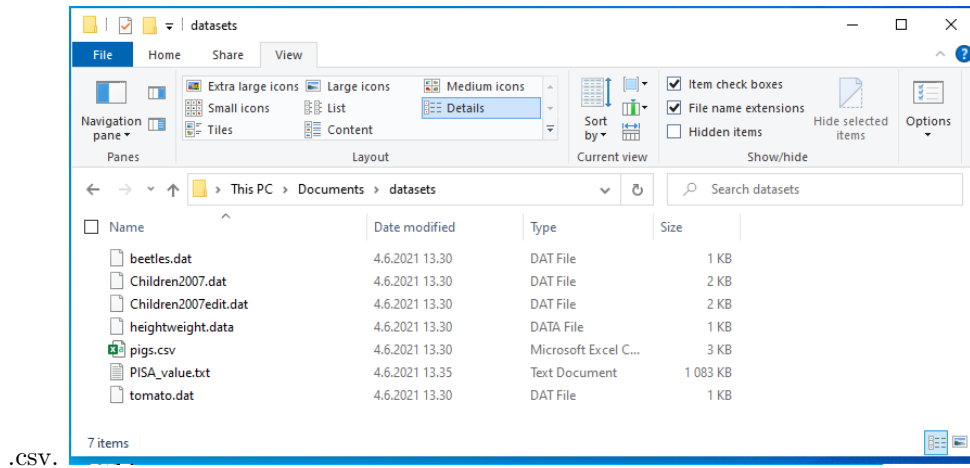 datasets
File Home Share View
Navigation pane
Extra large icons Large icons Medium icons
Small icons List Details
Tiles Content
Sort by
Item check boxes
File name extensions
Hidden items
Hide selected items
Options
Panes Layout Current view Show/hide
This PC > Documents > datasets
Search datasets
Name Date modified Type Size
beetles.dat 4.6.2021 13.30 DAT File 1 KB
Children2007.dat 4.6.2021 13.30 DAT File 2 KB
Children2007edit.dat 4.6.2021 13.30 DAT File 2 KB
heightweight.data 4.6.2021 13.30 DATA File 1 KB
pigs.csv 4.6.2021 13.30 Microsoft Excel C... 3 KB
PISA_value.txt 4.6.2021 13.35 Text Document 1 083 KB
tomato.dat 4.6.2021 13.30 DAT File 1 KB
7 items
.csv.